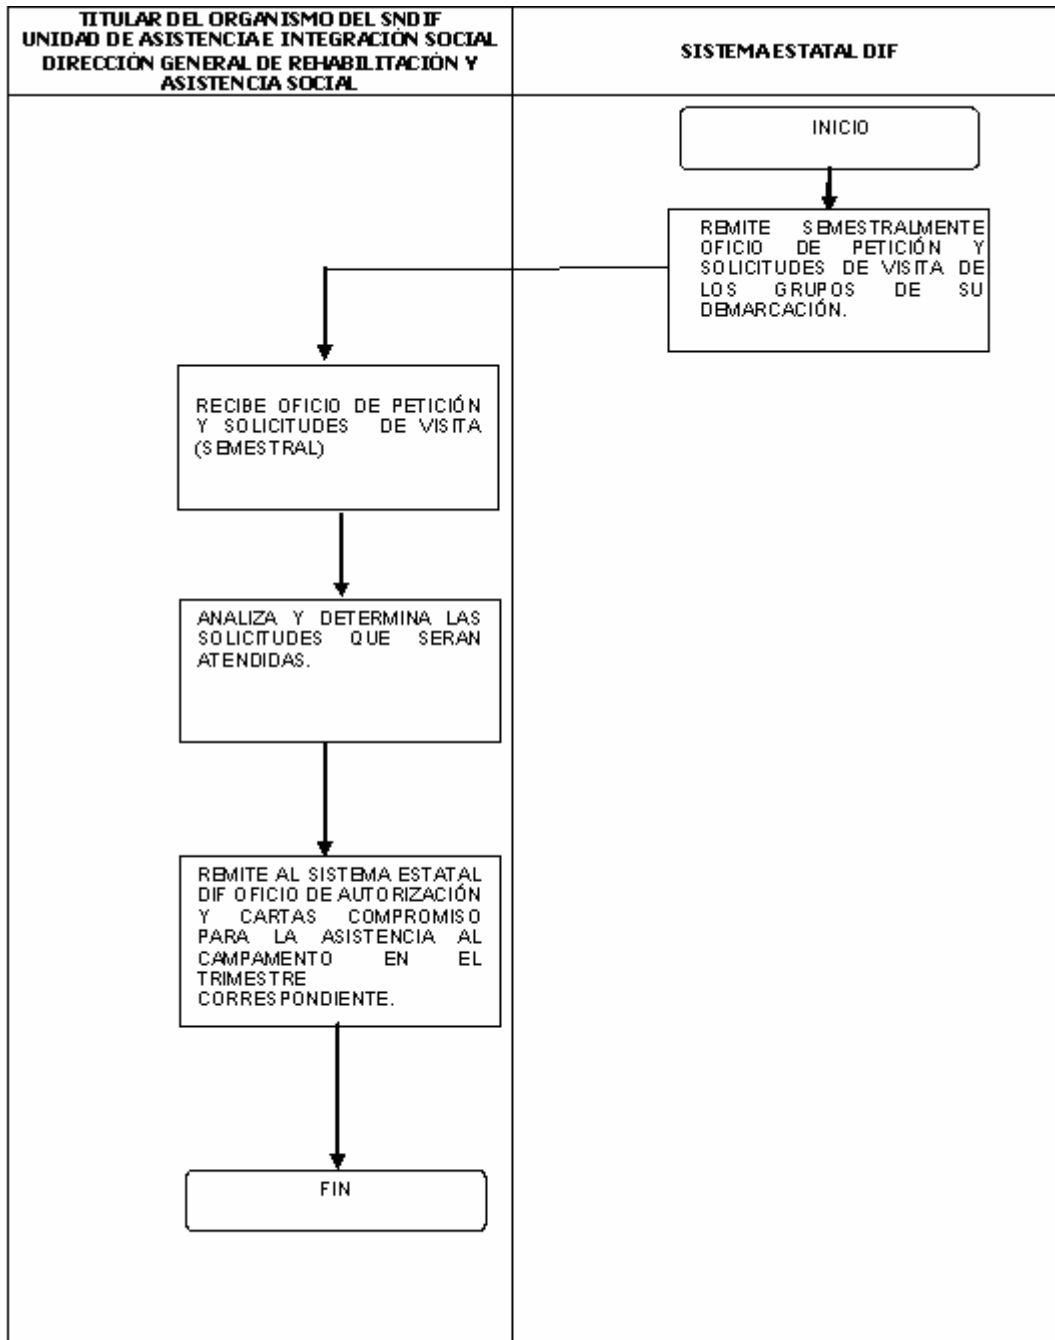 TITULAR DEL ORGANISMO DEL SNDIF
UNIDAD DE ASISTENCIA E INTEGRACIÓN SOCIAL
DIRECCIÓN GENERAL DE REHABILITACIÓN Y
ASISTENCIA SOCIAL
SISTEMA ESTATAL DIF
INICIO
REMITE SEMESTRALMENTE
OFICIO DE PETICIÓN Y
SOLICITUDES DE VISITA DE
LOS GRUPOS DE SU
DEMARCACIÓN.
RECIBE OFICIO DE PETICIÓN
Y SOLICITUDES DE VISITA
(SEMESTRAL)
ANALIZA Y DETERMINA LAS
SOLICITUDES QUE SERAN
ATENDIDAS.
REMITE AL SISTEMA ESTATAL
DIF OFICIO DE AUTORIZACIÓN
Y CARTAS COMPROMISO
PARA LA ASISTENCIA AL
CAMPAMENTO EN EL
TRIMESTRE
CORRESPONDIENTE.
FIN